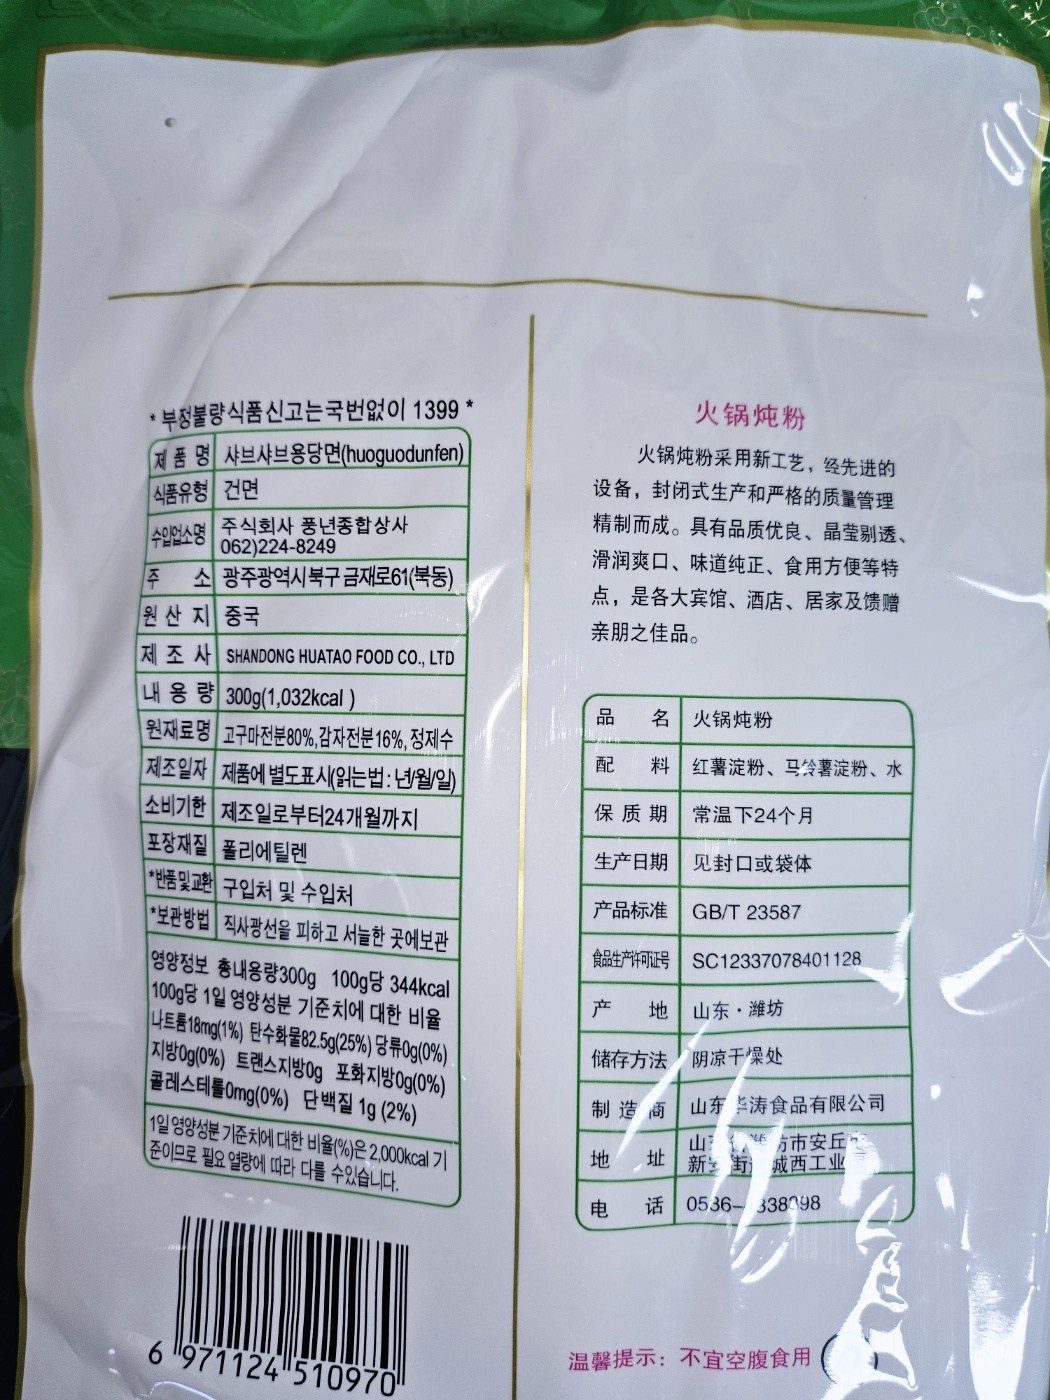 * 부정불량식품신고는국번없이 1399 *
제 품 명 샤브샤브용당면(huoguodunfen)
식품유형 건면
수입업소명 주식회사 풍년종합상사
062)224-8249
주 소 광주광역시북구 금재로61(북동)
원 산 지 중국
제 조 사 SHANDONG HUATAO FOOD CO., LTD
내 용 량 300g(1,032kcal )
원재료명 고구마전분80%,감자전분16%, 정제수
제조일자 제품에 별도표시(읽는법 : 년/월/일)
소비기한 제조일로부터24개월까지
포장재질 폴리에틸렌
*반품및교환 구입처 및 수입처
*보관방법 직사광선을 피하고 서늘한 곳에보관
영양정보 총내용량300g 100g당 344kcal
100g당 1일 영양성분 기준치에 대한 비율
나트륨18mg(1%) 탄수화물82.5g(25%) 당류0g(0%)
지방0g(0%) 트랜스지방0g 포화지방0g(0%)
콜레스테롤0mg(0%) 단백질 1g (2%)
1일 영양성분 기준치에 대한 비율(%)은 2,000kcal 기
준이므로 필요 열량에 따라 다를 수있습니다.
6 971124 510970
火锅炖粉
火锅炖粉采用新工艺，经先进的
设备，封闭式生产和严格的质量管理
精制而成。具有品质优良、晶莹剔透、
滑润爽口、味道纯正、食用方便等特
点，是各大宾馆、酒店、居家及馈赠
亲朋之佳品。
品 名 火锅炖粉
配 料 红薯淀粉、马铃薯淀粉、水
保 质 期 常温下24个月
生产日期 见封口或袋体
产品标准 GB/T 23587
食品生产许可证号 SC12337078401128
产 地 山东·潍坊
储存方法 阴凉干燥处
制 造 商 山东华涛食品有限公司
地 址 山东 潍坊市安丘
新安街 城西工业
电 话 0536- 338998
温馨提示：不宜空腹食用